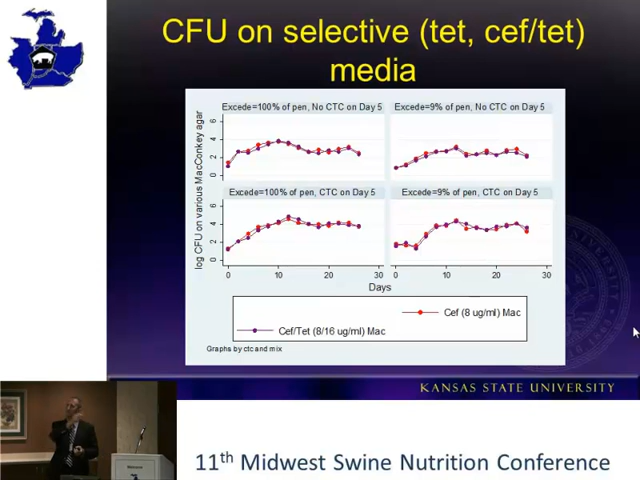 CFU on selective (tet, cef/tet)
media
Excede=100% of pen, No CTC on Day 5
Excede=9% of pen, No CTC on Day 5
Excede=100% of pen, CTC on Day 5
Excede=9% of pen, CTC on Day 5
log CFU on various MacConkey agar
0 2 4 6
0 2 4 6
0 10 20 30
0 10 20 30
Days
Cef (8 ug/ml) Mac
Cef/Tet (8/16 ug/ml) Mac
Graphs by ctc and mix
KANSAS STATE UNIVERSITY
11th Midwest Swine Nutrition Conference